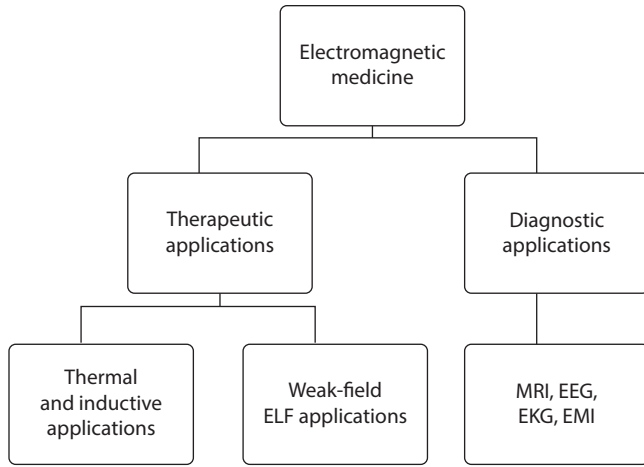 Electromagnetic
medicine
Therapeutic
applications
Diagnostic
applications
Thermal
and inductive
applications
Weak-field
ELF applications
MRI, EEG,
EKG, EMI